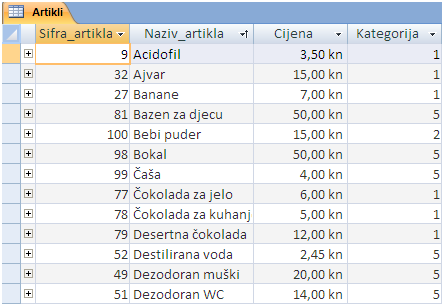 Artikli
Sifra_artikla Naziv_artikla Cijena Kategorija
9 Acidofil 3,50 kn 1
32 Ajvar 15,00 kn 1
27 Banane 7,00 kn 1
81 Bazen za djecu 50,00 kn 5
100 Bebi puder 15,00 kn 2
98 Bokal 50,00 kn 5
99 Čaša 4,00 kn 5
77 Čokolada za jelo 6,00 kn 1
78 Čokolada za kuhanj 5,00 kn 1
79 Desertna čokolada 12,00 kn 1
52 Destilirana voda 2,45 kn 5
49 Dezodoran muški 20,00 kn 5
51 Dezodoran WC 14,00 kn 5